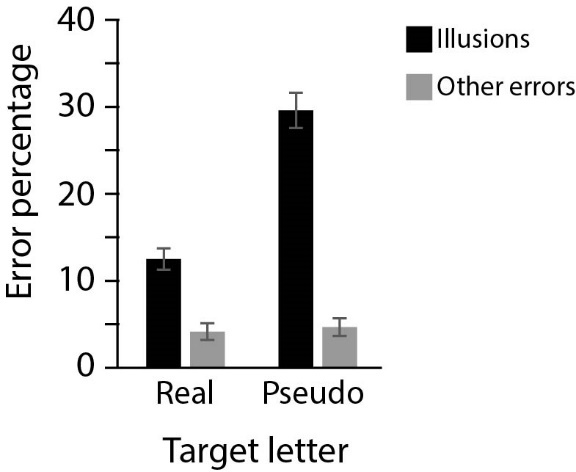 40
30
20
10
0
Error percentage
Real Pseudo
Target letter
Illusions
Other errors